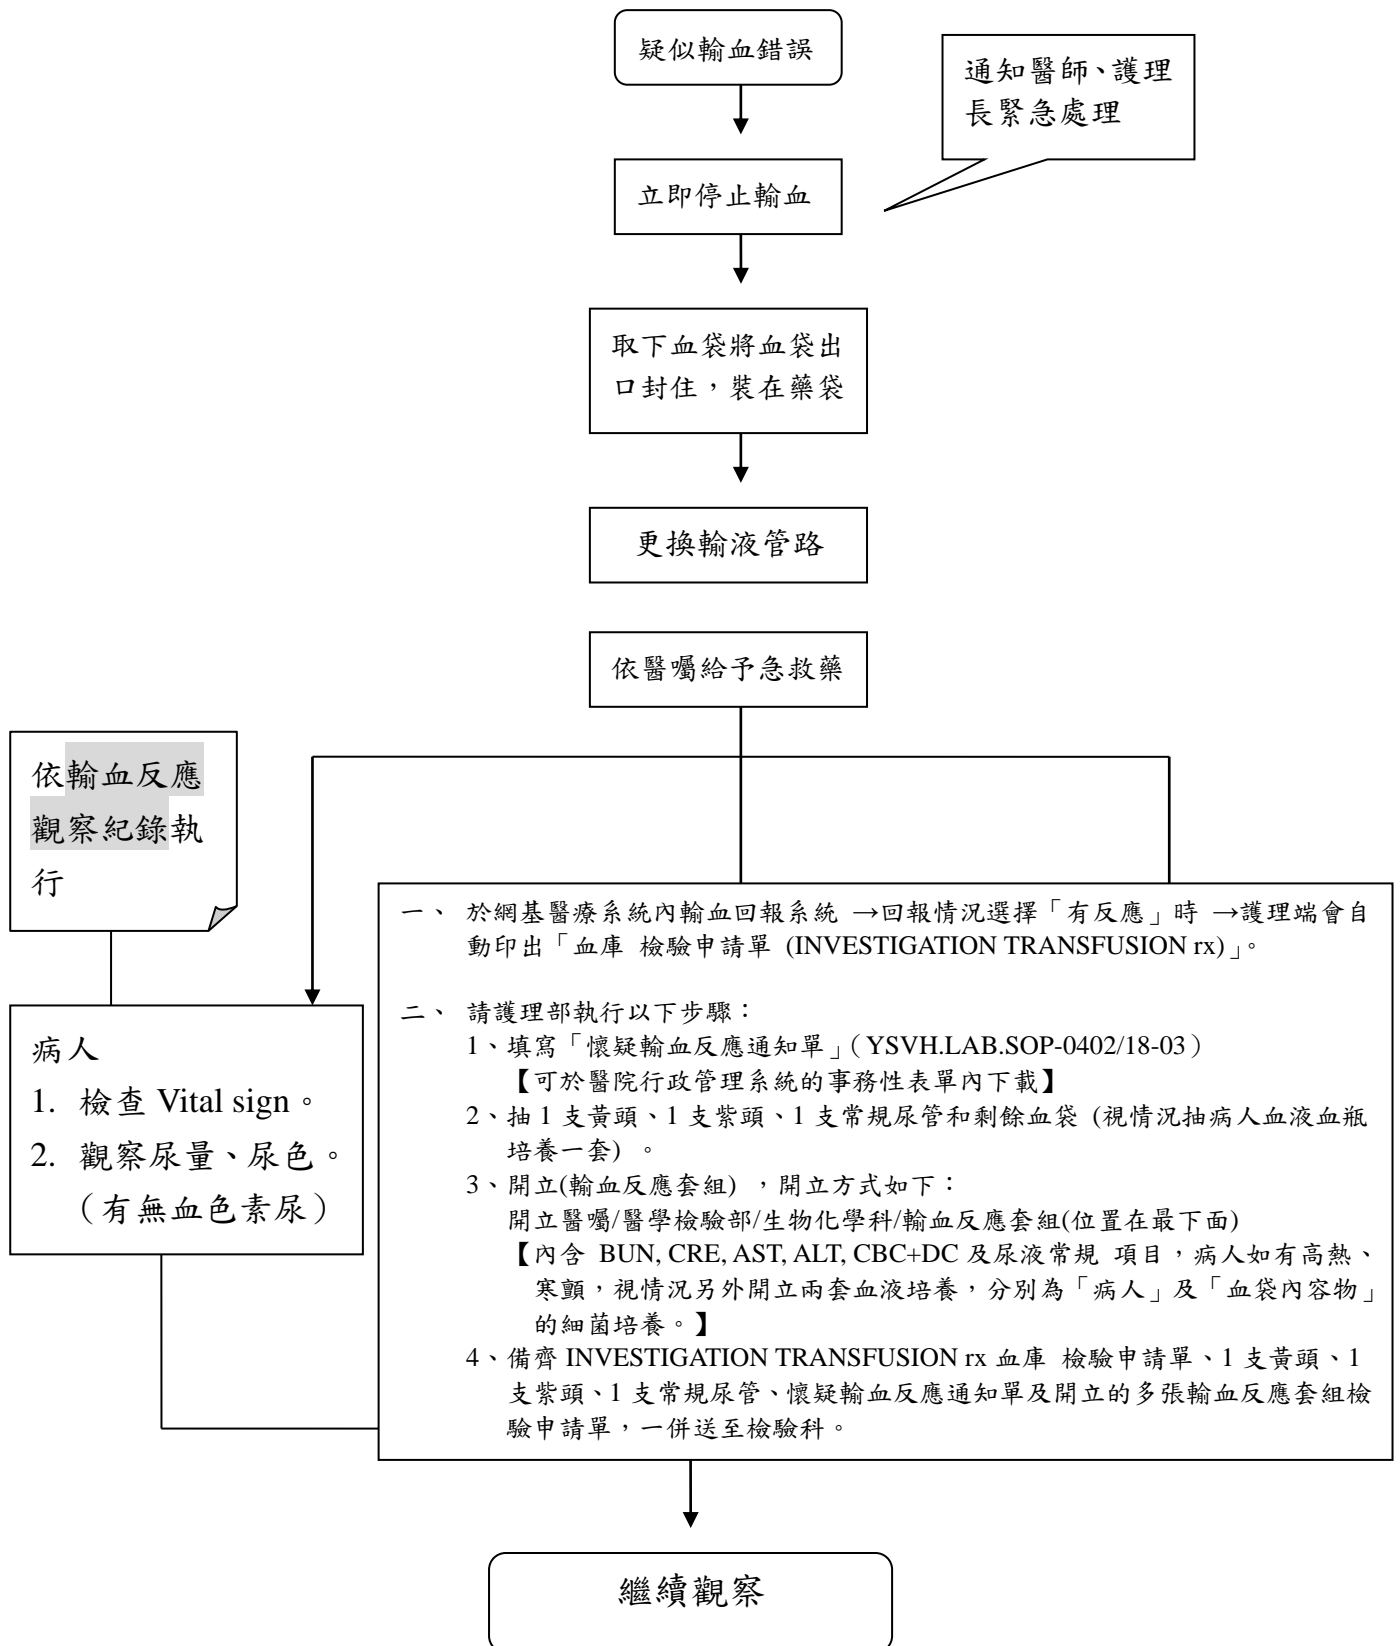 疑似輸血錯誤
通知醫師、護理
長緊急處理
立即停止輸血
取下血袋將血袋出
口封住，裝在藥袋
更換輸液管路
依醫囑給予急救藥
依輸血反應
觀察紀錄執
行
病人
1. 檢查 Vital sign。
2. 觀察尿量、尿色。
（有無血色素尿）
一、 於網基醫療系統內輸血回報系統 →回報情況選擇「有反應」時 →護理端會自
動印出「血庫 檢驗申請單 (INVESTIGATION TRANSFUSION rx)」。
二、 請護理部執行以下步驟：
1、填寫「懷疑輸血反應通知單」（YSVH.LAB.SOP-0402/18-03）
【可於醫院行政管理系統的事務性表單內下載】
2、抽 1 支黃頭、1 支紫頭、1 支常規尿管和剩餘血袋 (視情況抽病人血液血瓶
培養一套) 。
3、開立(輸血反應套組) ，開立方式如下：
開立醫囑/醫學檢驗部/生物化學科/輸血反應套組(位置在最下面)
【內含 BUN, CRE, AST, ALT, CBC+DC 及尿液常規 項目，病人如有高熱、
寒顫，視情況另外開立兩套血液培養，分別為「病人」及「血袋內容物」
的細菌培養。】
4、備齊 INVESTIGATION TRANSFUSION rx 血庫 檢驗申請單、1 支黃頭、1
支紫頭、1 支常規尿管、懷疑輸血反應通知單及開立的多張輸血反應套組檢
驗申請單，一併送至檢驗科。
繼續觀察